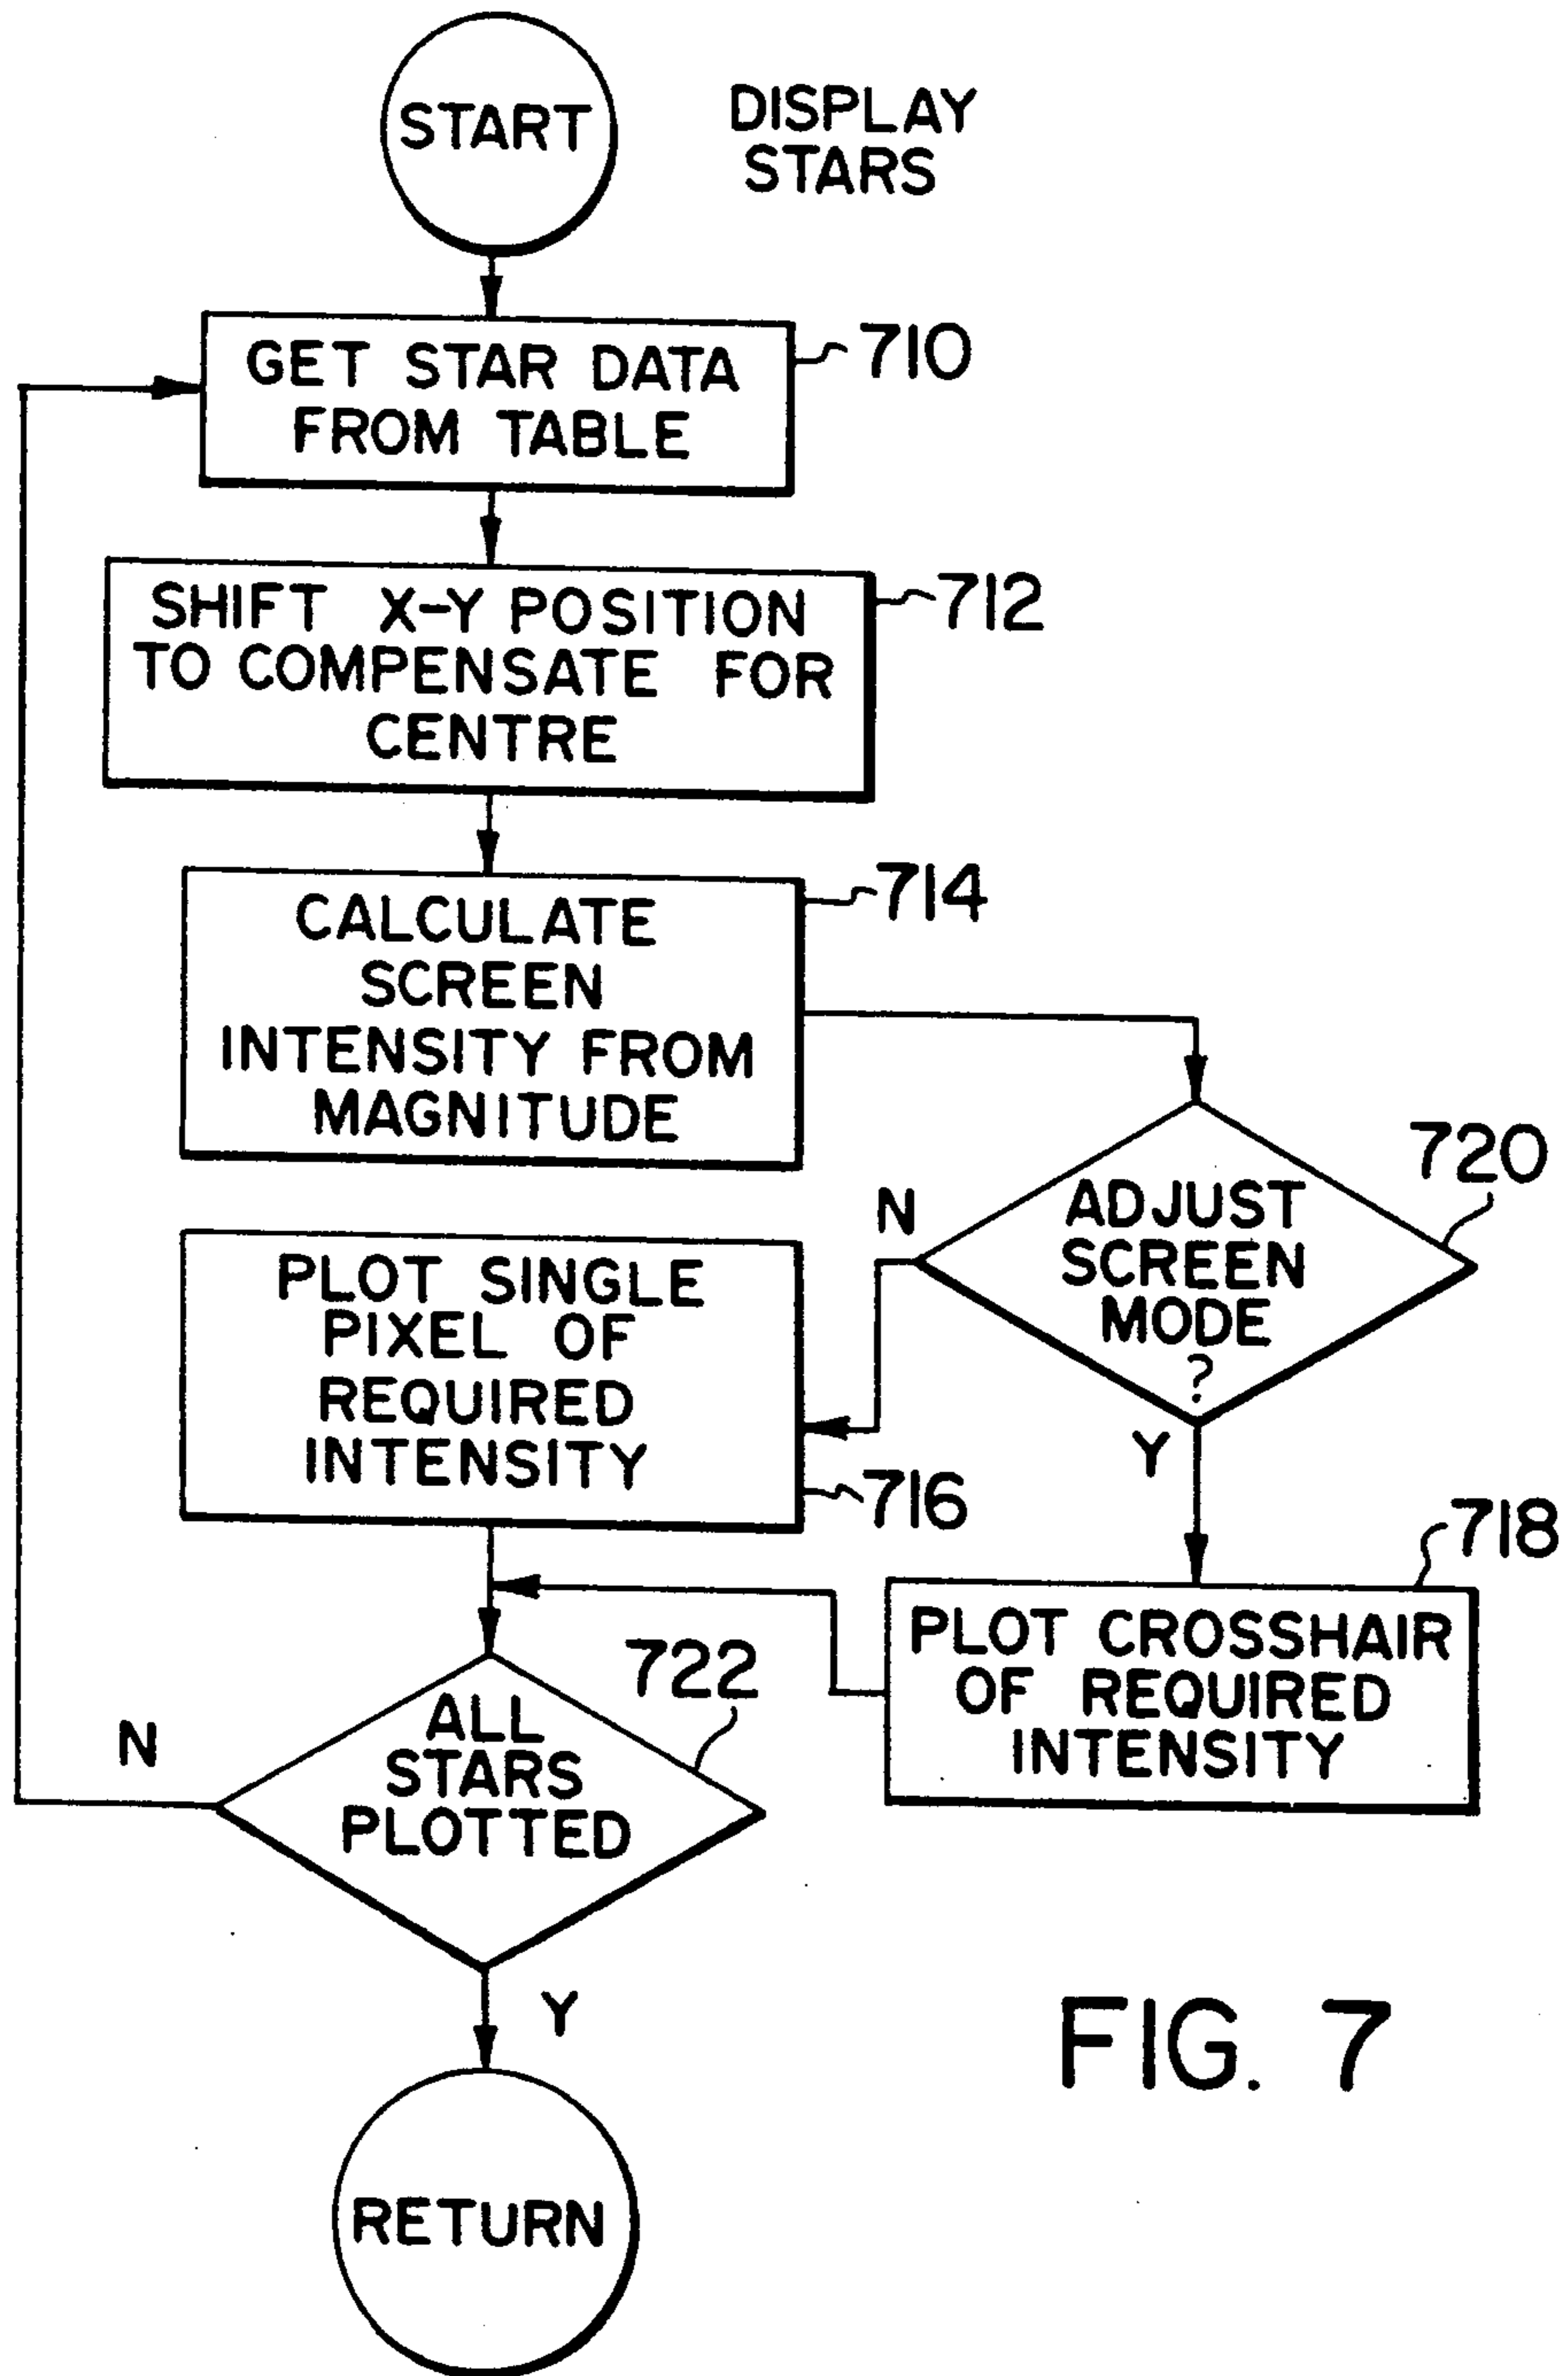 START
DISPLAY
STARS
GET STAR DATA
FROM TABLE
710
SHIFT X-Y POSITION
TO COMPENSATE FOR
CENTRE
712
CALCULATE
SCREEN
INTENSITY FROM
MAGNITUDE
714
ADJUST
SCREEN
MODE
?
720
N
Y
PLOT SINGLE
PIXEL OF
REQUIRED
INTENSITY
716
PLOT CROSSHAIR
OF REQUIRED
INTENSITY
718
ALL
STARS
PLOTTED
722
N
Y
RETURN
FIG. 7